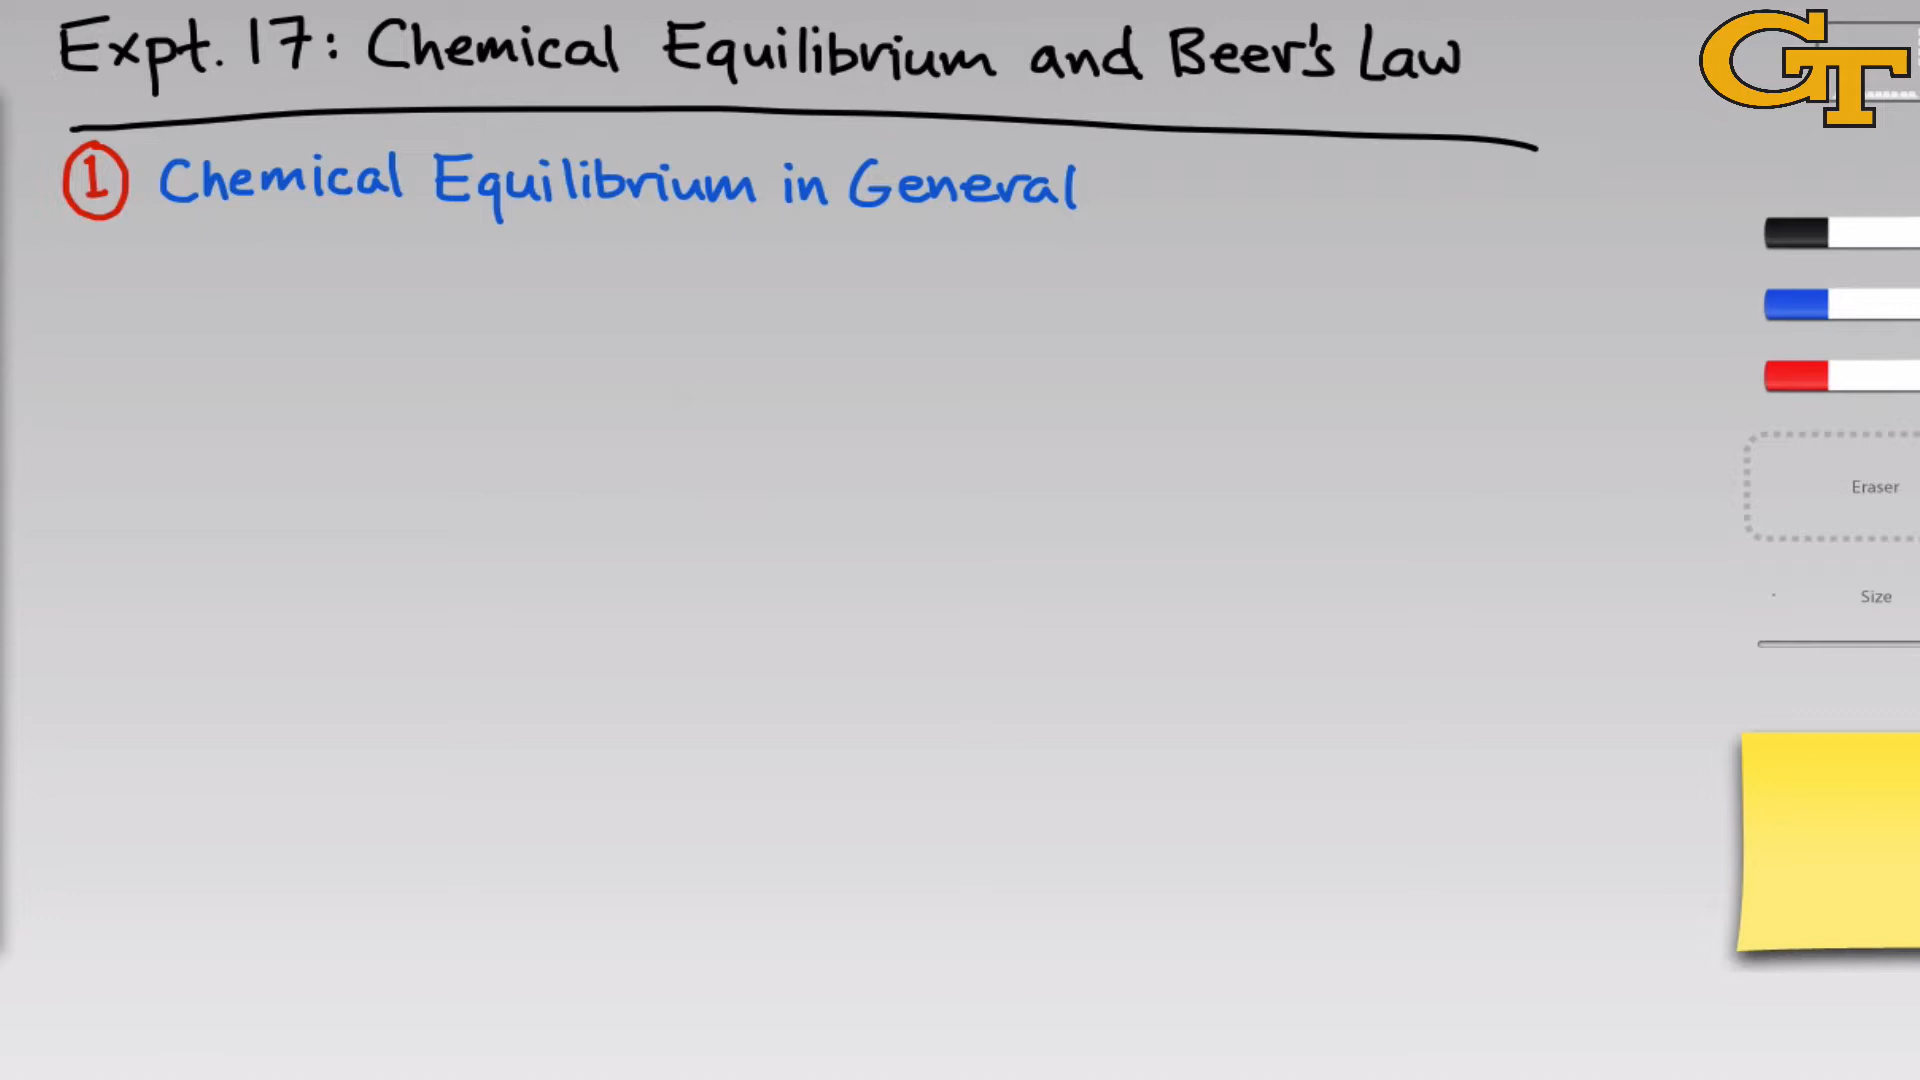 Expt. 17: Chemical Equilibrium and Beer's Law
GT
1 Chemical Equilibrium in General
Eraser
Size